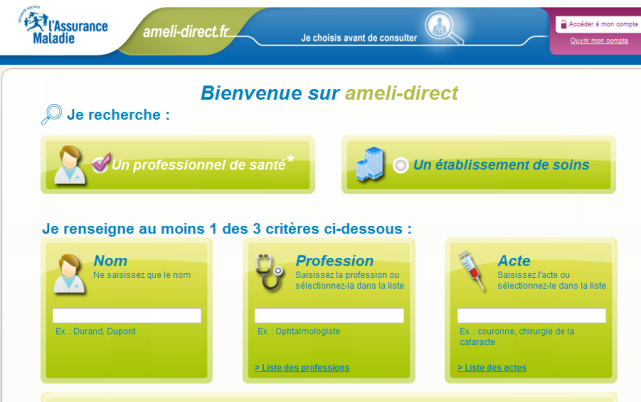 l'Assurance
Maladie
ameli-direct.fr
Je choisis avant de consulter
Accéder à mon compte
Ouvrir mon compte
Bienvenue sur ameli-direct
Je recherche :
Un professionnel de santé*
Un établissement de soins
Je renseigne au moins 1 des 3 critères ci-dessous :
Nom
Ne saisissez que le nom
Ex. : Durand, Dupont
Profession
Saisissez la profession ou
sélectionnez-la dans la liste
Ex. : Ophtalmologiste
> Liste des professions
Acte
Saisissez l'acte ou
sélectionnez-le dans la liste
Ex. : couronne, chirurgie de la
cataracte
> Liste des actes